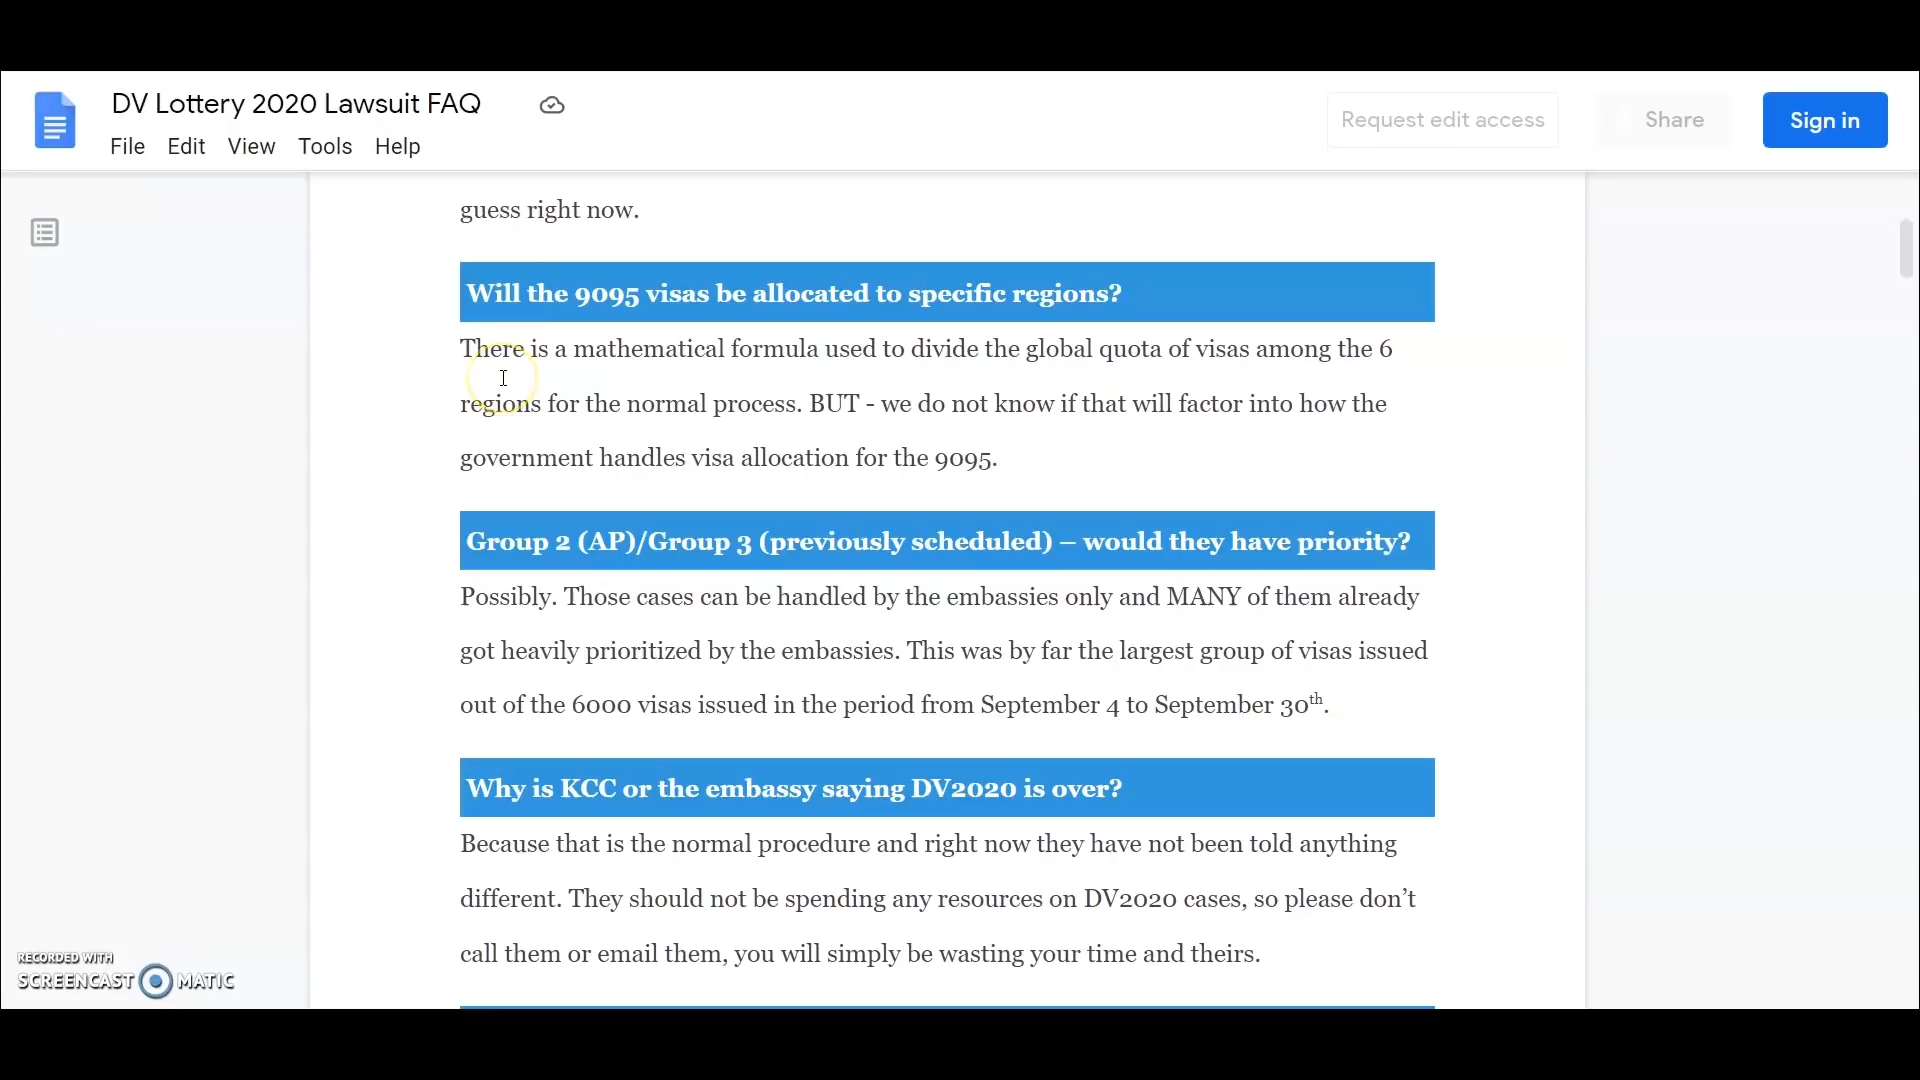 DV Lottery 2020 Lawsuit FAQ
File Edit View Tools Help
Request edit access
Share
Sign in
guess right now.
Will the 9095 visas be allocated to specific regions?
There is a mathematical formula used to divide the global quota of visas among the 6
regions for the normal process. BUT - we do not know if that will factor into how the
government handles visa allocation for the 9095.
Group 2 (AP)/Group 3 (previously scheduled) – would they have priority?
Possibly. Those cases can be handled by the embassies only and MANY of them already
got heavily prioritized by the embassies. This was by far the largest group of visas issued
out of the 6000 visas issued in the period from September 4 to September 30th.
Why is KCC or the embassy saying DV2020 is over?
Because that is the normal procedure and right now they have not been told anything
different. They should not be spending any resources on DV2020 cases, so please don’t
call them or email them, you will simply be wasting your time and theirs.
RECORDED WITH
SCREENCAST MATIC